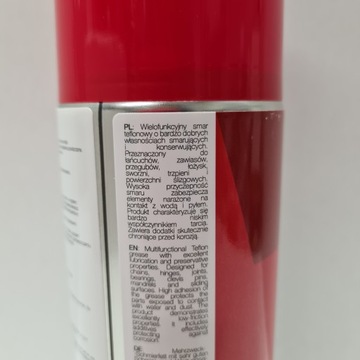 PL: Wielofunkcyjny smar
teflonowy o bardzo dobrych
własnościach smarujących
konserwujących.
Przeznaczony do
łańcuchów, zawiasów,
przegubów, łożysk,
sworzni, trzpieni i
powierzchni ślizgowych.
Wysoka przyczepność
smaru zabezpiecza
elementy narażone na
kontakt z wodą i pyłem.
Produkt charakteryzuje się
bardzo niskim
współczynnikiem tarcia.
Zawiera dodatki skutecznie
chroniące przed korozją.
EN: Multifunctional Teflon
grease with excellent
lubrication and preservative
properties. Designed for
chains, hinges, joints,
bearings, clevis pins,
mandrels and sliding
surfaces. High adhesion of
the grease protects the
parts exposed to contact
with water and dust. The
product demonstrates
excellently low-friction
properties. It includes
additives effectively
protecting against
corrosion.
DE: Mehrzweck-